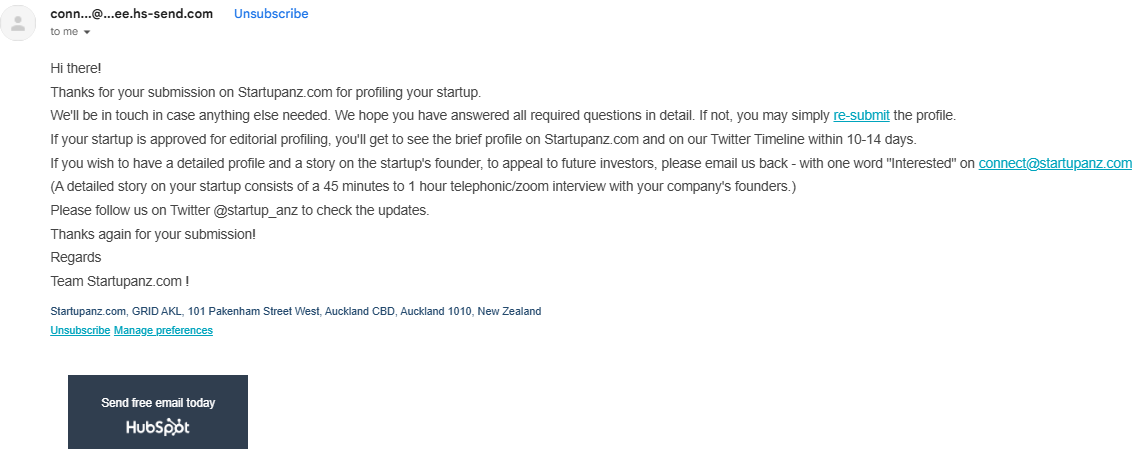 conn...@...ee.hs-send.com Unsubscribe
to me
Hi there!
Thanks for your submission on Startupanz.com for profiling your startup.
We'll be in touch in case anything else needed. We hope you have answered all required questions in detail. If not, you may simply re-submit the profile.
If your startup is approved for editorial profiling, you'll get to see the brief profile on Startupanz.com and on our Twitter Timeline within 10-14 days.
If you wish to have a detailed profile and a story on the startup's founder, to appeal to future investors, please email us back - with one word "Interested" on connect@startupanz.com
(A detailed story on your startup consists of a 45 minutes to 1 hour telephonic/zoom interview with your company's founders.)
Please follow us on Twitter @startup_anz to check the updates.
Thanks again for your submission!
Regards
Team Startupanz.com !
Startupanz.com, GRID AKL, 101 Pakenham Street West, Auckland CBD, Auckland 1010, New Zealand
Unsubscribe Manage preferences
Send free email today
HubSpot